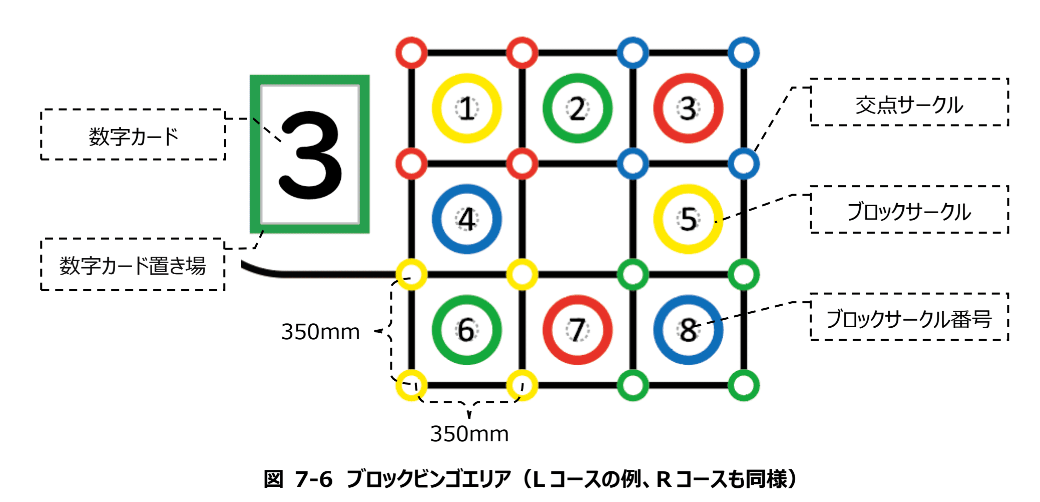 数字カード
3
数字カード置き場
1 2 3
4 5
6 7 8
交点サークル
ブロックサークル
ブロックサークル番号
350mm
350mm
図 7-6 ブロックビンゴエリア（Lコースの例、Rコースも同様）